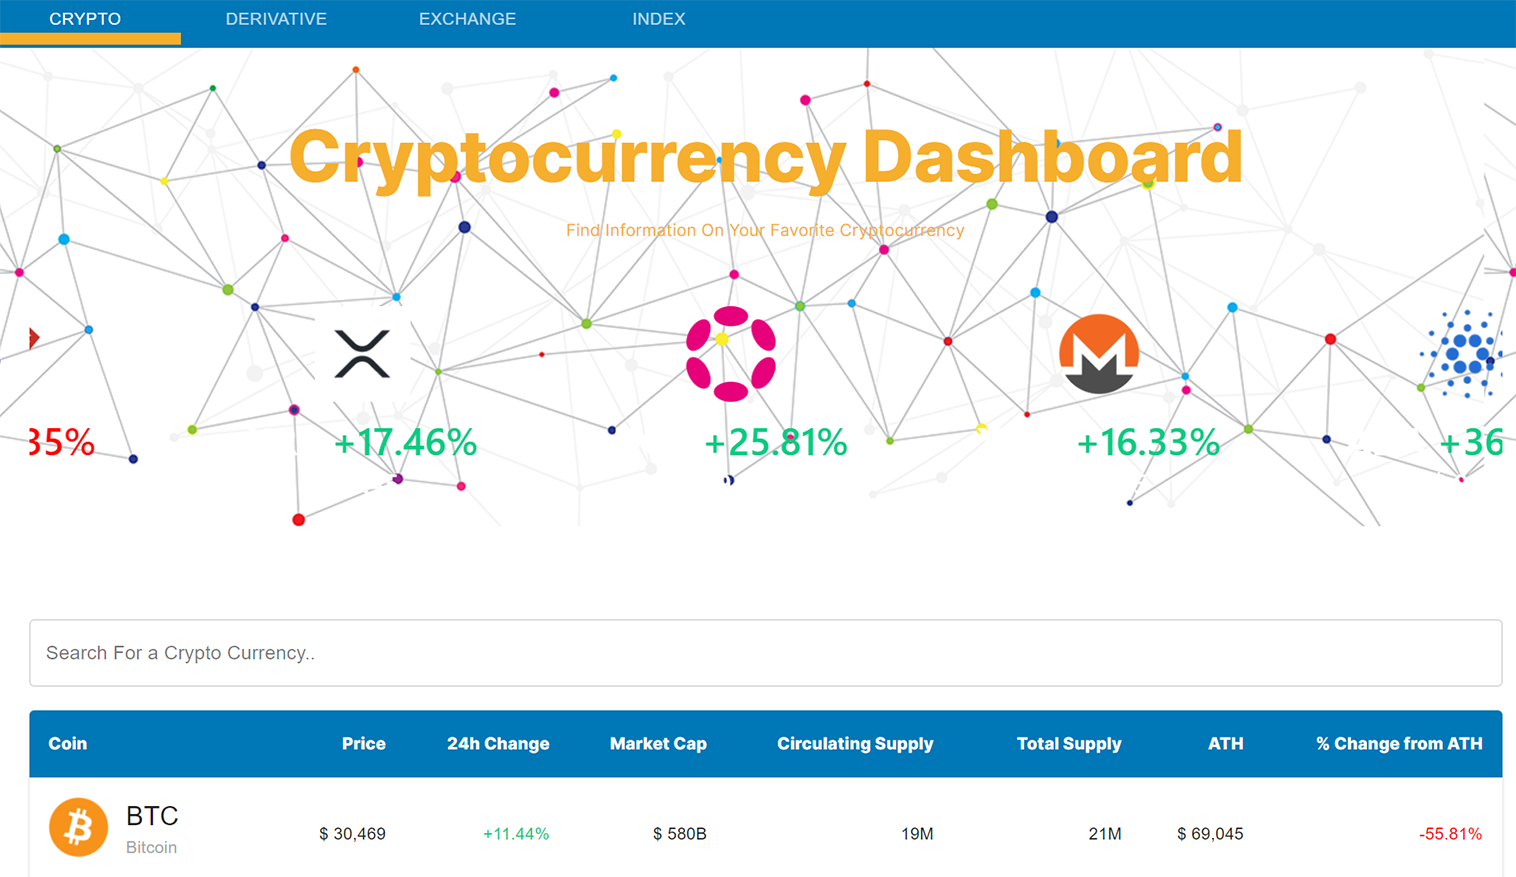 CRYPTO DERIVATIVE EXCHANGE INDEX
Cryptocurrency Dashboard
Find Information On Your Favorite Cryptocurrency
35% +17.46% +25.81% +16.33% +36
Search For a Crypto Currency..
Coin Price 24h Change Market Cap Circulating Supply Total Supply ATH % Change from ATH
BTC
$ 30,469 +11.44% $ 580B 19M 21M $ 69,045 -55.81%
Bitcoin